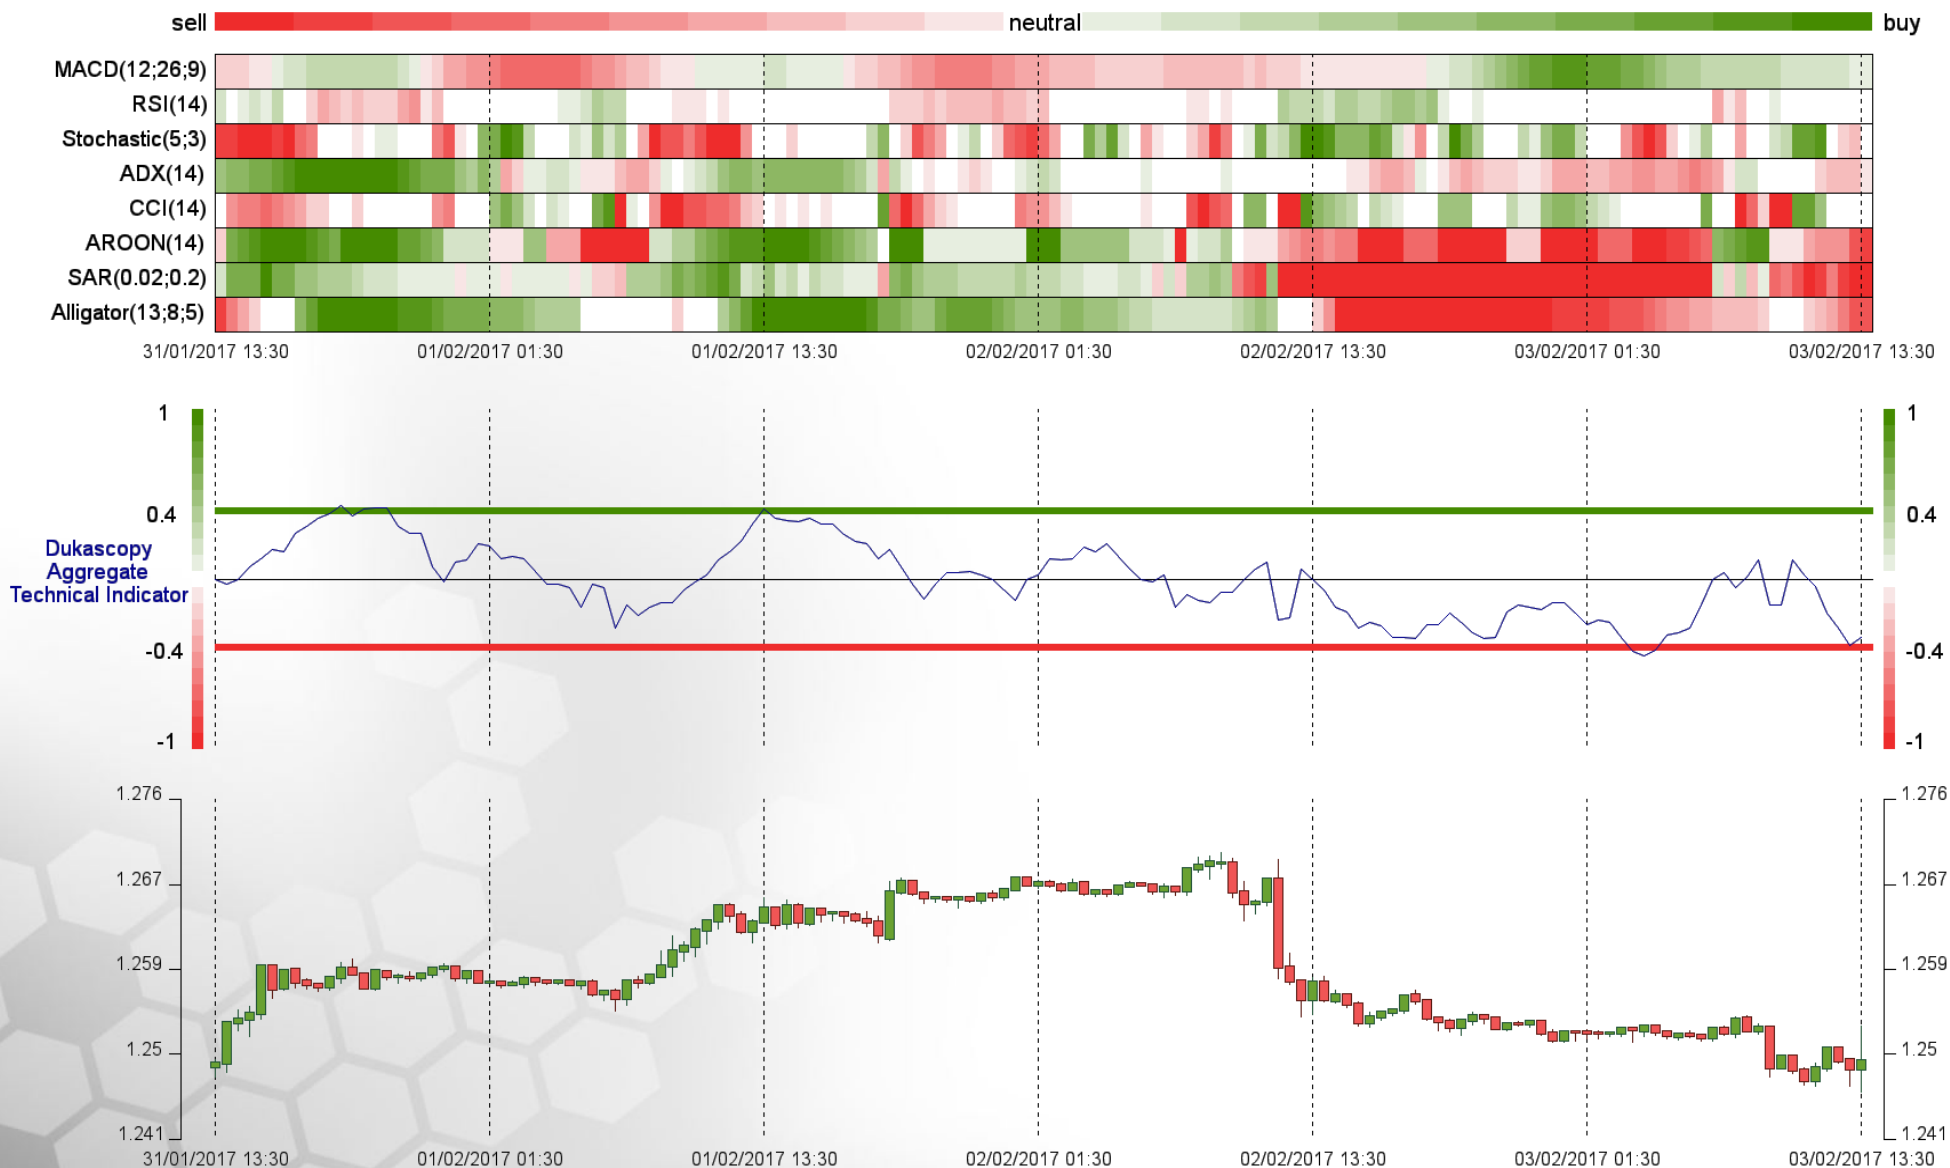 sell neutral buy
MACD(12;26;9)
RSI(14)
Stochastic(5;3)
ADX(14)
CCI(14)
AROON(14)
SAR(0.02;0.2)
Alligator(13;8;5)
31/01/2017 13:30 01/02/2017 01:30 01/02/2017 13:30 02/02/2017 01:30 02/02/2017 13:30 03/02/2017 01:30 03/02/2017 13:30
1 1
0.4 0.4
Dukascopy
Aggregate
Technical Indicator
-0.4 -0.4
-1 -1
1.276 1.276
1.267 1.267
1.259 1.259
1.25 1.25
1.241 1.241
31/01/2017 13:30 01/02/2017 01:30 01/02/2017 13:30 02/02/2017 01:30 02/02/2017 13:30 03/02/2017 01:30 03/02/2017 13:30